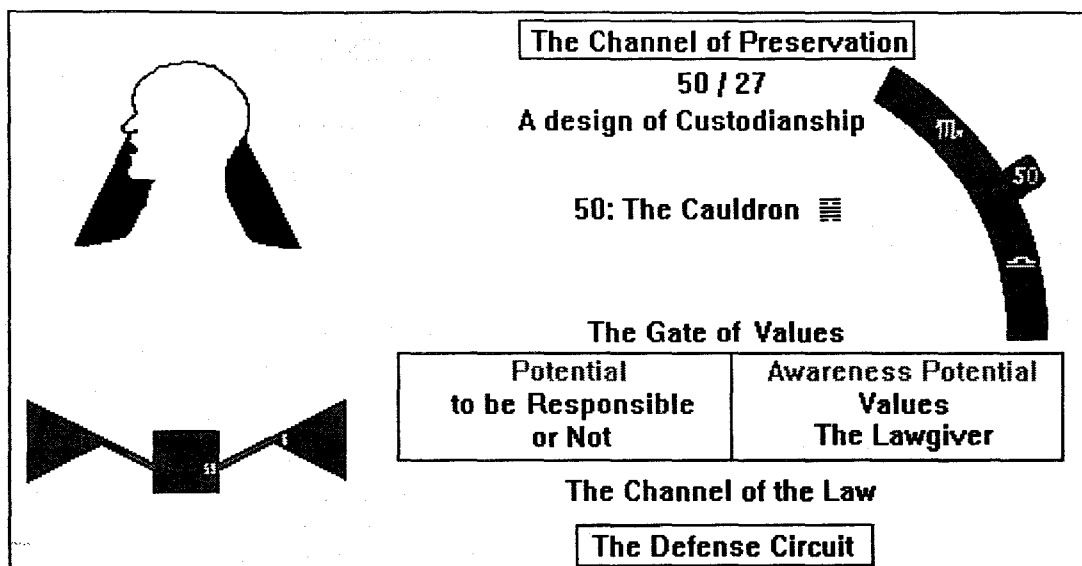 The Channel of Preservation
50 / 27
A design of Custodianship
♏
50
50: The Cauldron ䷱
♎
The Gate of Values
Potential
to be Responsible
or Not
Awareness Potential
Values
The Lawgiver
The Channel of the Law
The Defense Circuit